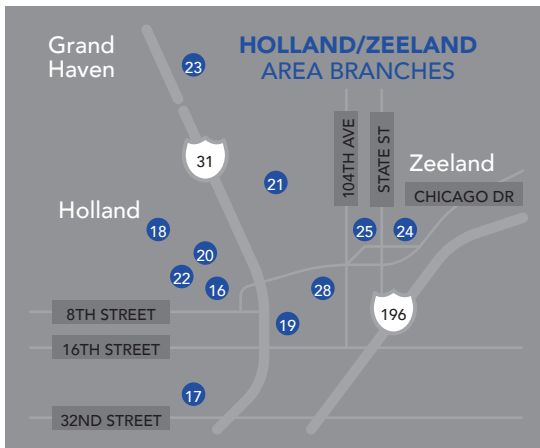 Grand
Haven
HOLLAND/ZEELAND
AREA BRANCHES
23
31
104TH AVE
STATE ST
Zeeland
21
CHICAGO DR
Holland
18
25
24
20
22
16
28
8TH STREET
19
196
16TH STREET
17
32ND STREET